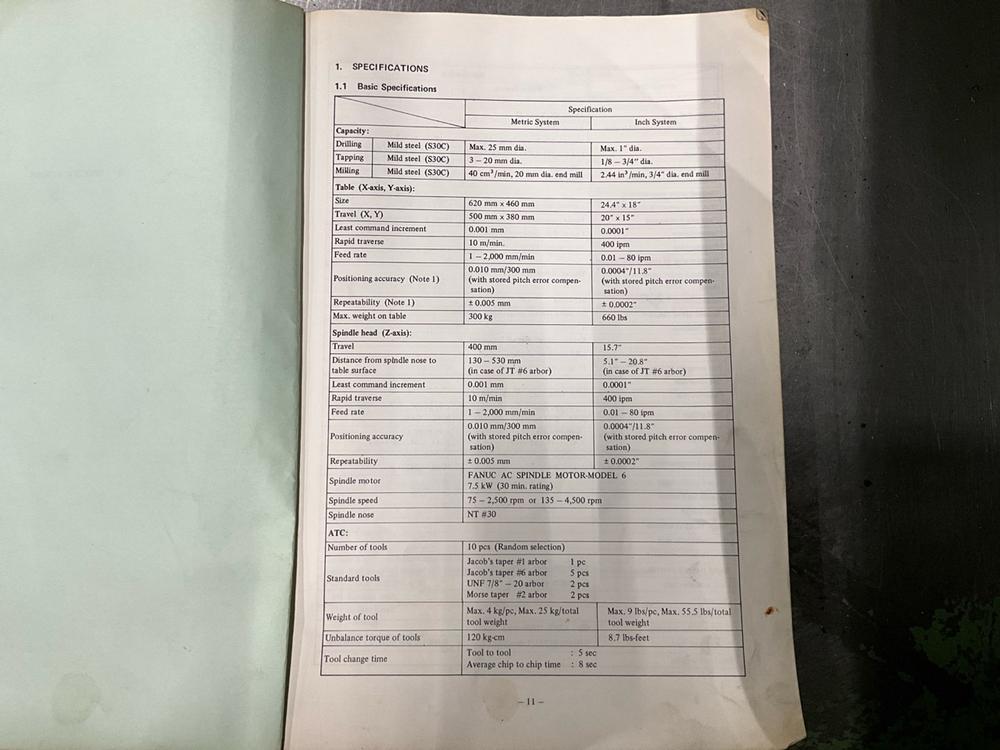 1. SPECIFICATIONS
1.1 Basic Specifications
Specification
Metric System Inch System
Capacity:
Drilling Mild steel (S30C) Max. 25 mm dia. Max. 1" dia.
Tapping Mild steel (S30C) 3 – 20 mm dia. 1/8 – 3/4" dia.
Milling Mild steel (S30C) 40 cm³/min, 20 mm dia. end mill 2.44 in³/min, 3/4" dia. end mill
Table (X-axis, Y-axis):
Size 620 mm x 460 mm 24.4" x 18"
Travel (X, Y) 500 mm x 380 mm 20" x 15"
Least command increment 0.001 mm 0.0001"
Rapid traverse 10 m/min. 400 ipm
Feed rate 1 – 2,000 mm/min 0.01 – 80 ipm
Positioning accuracy (Note 1) 0.010 mm/300 mm 0.0004"/11.8"
(with stored pitch error compen- (with stored pitch error compen-
sation) sation)
Repeatability (Note 1) ± 0.005 mm ± 0.0002"
Max. weight on table 300 kg 660 lbs
Spindle head (Z-axis):
Travel 400 mm 15.7"
Distance from spindle nose to 130 – 530 mm 5.1" – 20.8"
table surface (in case of JT #6 arbor) (in case of JT #6 arbor)
Least command increment 0.001 mm 0.0001"
Rapid traverse 10 m/min 400 ipm
Feed rate 1 – 2,000 mm/min 0.01 – 80 ipm
Positioning accuracy 0.010 mm/300 mm 0.0004"/11.8"
(with stored pitch error compen- (with stored pitch error compen-
sation) sation)
Repeatability ± 0.005 mm ± 0.0002"
Spindle motor FANUC AC SPINDLE MOTOR-MODEL 6
7.5 kW (30 min. rating)
Spindle speed 75 – 2,500 rpm or 135 – 4,500 rpm
Spindle nose NT #30
ATC:
Number of tools 10 pcs (Random selection)
Standard tools Jacob's taper #1 arbor 1 pc
Jacob's taper #6 arbor 5 pcs
UNF 7/8" – 20 arbor 2 pcs
Morse taper #2 arbor 2 pcs
Weight of tool Max. 4 kg/pc, Max. 25 kg/total Max. 9 lbs/pc, Max. 55.5 lbs/total
tool weight tool weight
Unbalance torque of tools 120 kg-cm 8.7 lbs-feet
Tool change time Tool to tool : 5 sec
Average chip to chip time : 8 sec
– 11 –